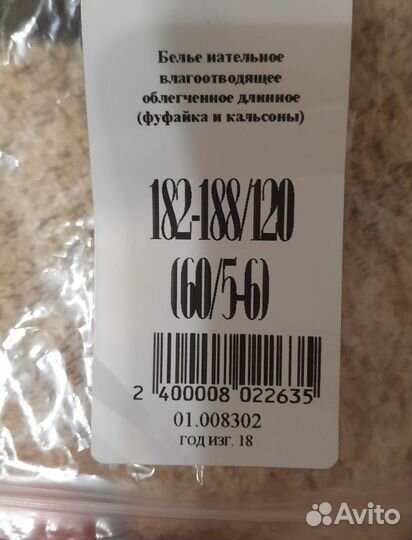 Белье нательное
влагоотводящее
облегченное длинное
(фуфайка и кальсоны)
182-188/120
(60/5-6)
2 400008 022635
01.008302
ГОД ИЗГ. 18
Avito